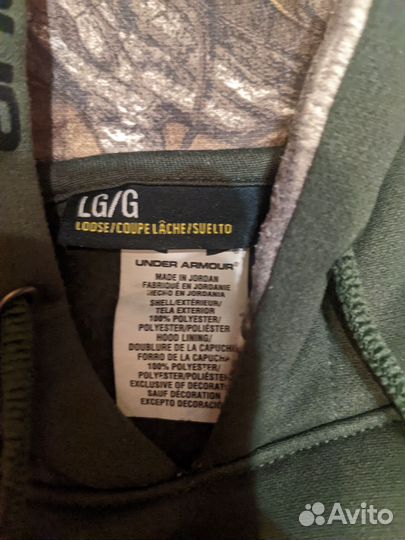 LG/G
LOOSE/COUPE LÂCHE/SUELTO
UNDER ARMOUR®
MADE IN JORDAN
FABRIQUÉ EN JORDANIE
HECHO EN JORDANIA
SHELL/EXTÉRIEUR/
TELA EXTERIOR
100% POLYESTER/
POLYESTER/POLIÉSTER
HOOD LINING/
DOUBLURE DE LA CAPUCHE
FORRO DE LA CAPUCHA
100% POLYESTER/
POLYESTER/POLIÉSTER
EXCLUSIVE OF DECORAT
SAUF DÉCORATION
EXCEPTO DECORACIÓ
Avito